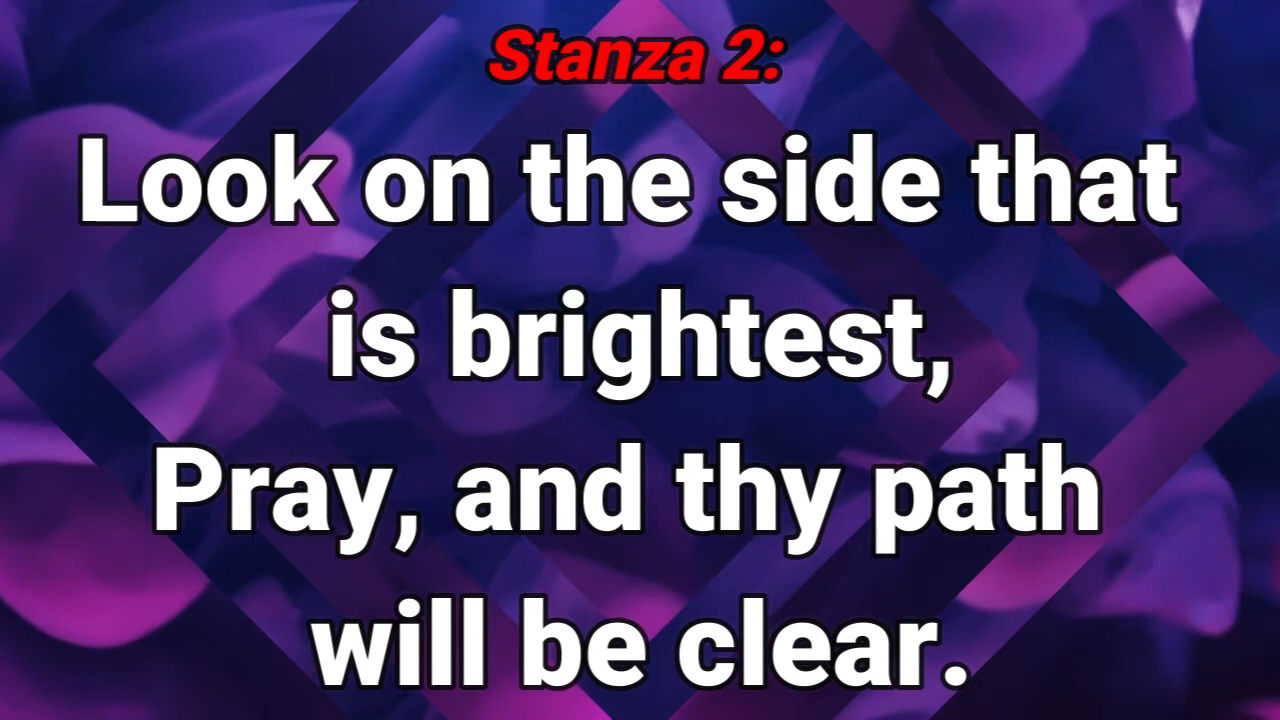 Stanza 2:
Look on the side that
is brightest,
Pray, and thy path
will be clear.